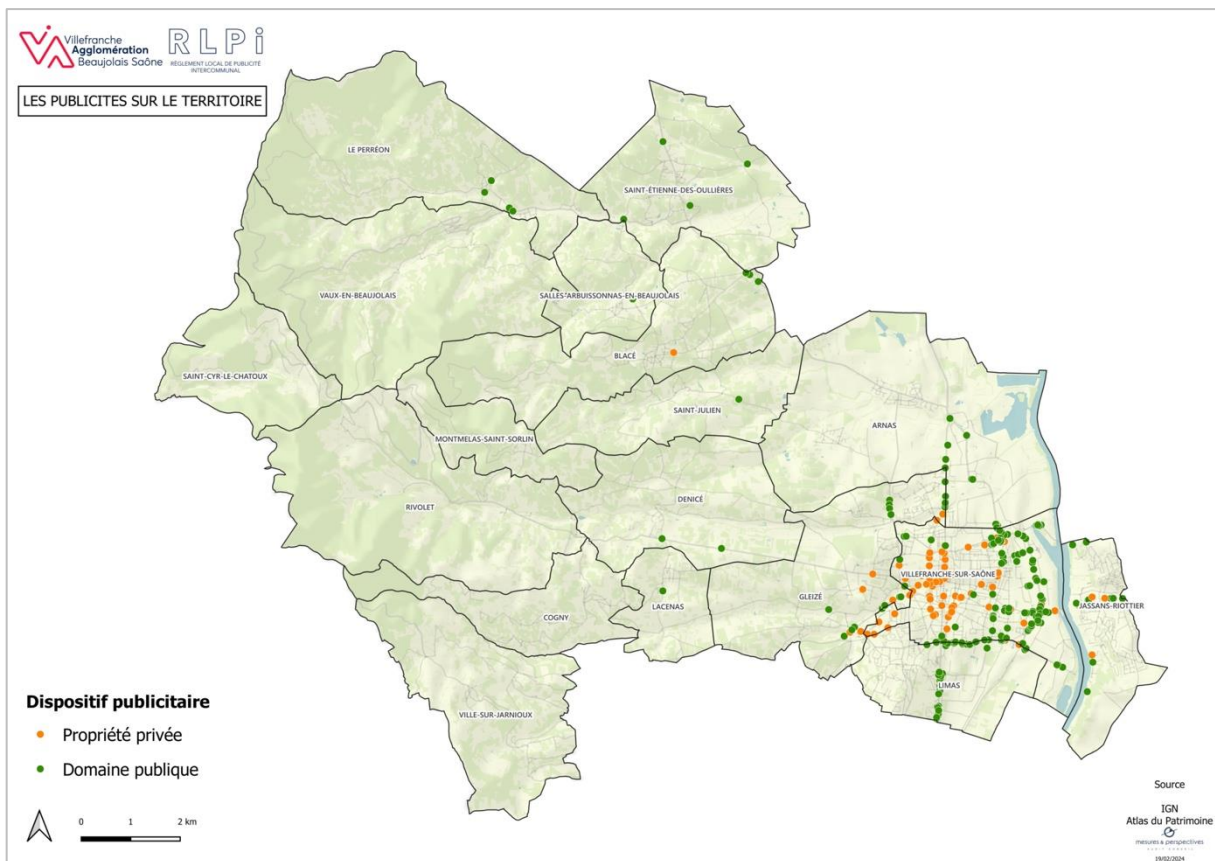 Villefranche
Agglomération
Beaujolais Saône
RLPi
RÈGLEMENT LOCAL DE PUBLICITÉ
INTERCOMMUNAL
LES PUBLICITES SUR LE TERRITOIRE
LE PERRÉON
SAINT-ÉTIENNE-DES-OULLIÈRES
VAUX-EN-BEAUJOLAIS
SALLES-ARBUISSONNAS-EN-BEAUJOLAIS
BLACÉ
SAINT-CYR-LE-CHATOUX
SAINT-JULIEN
ARNAS
MONTMELAS-SAINT-SORLIN
DENICÉ
RIVOLET
VILLEFRANCHE-SUR-SAÔNE
GLEIZÉ
LACENAS
JASSANS-RIOTTIER
COGNY
LIMAS
VILLE-SUR-JARNIOUX
Dispositif publicitaire
Propriété privée
Domaine publique
0 1 2 km
Source
IGN
Atlas du Patrimoine
mesures & perspectives
19/02/2024